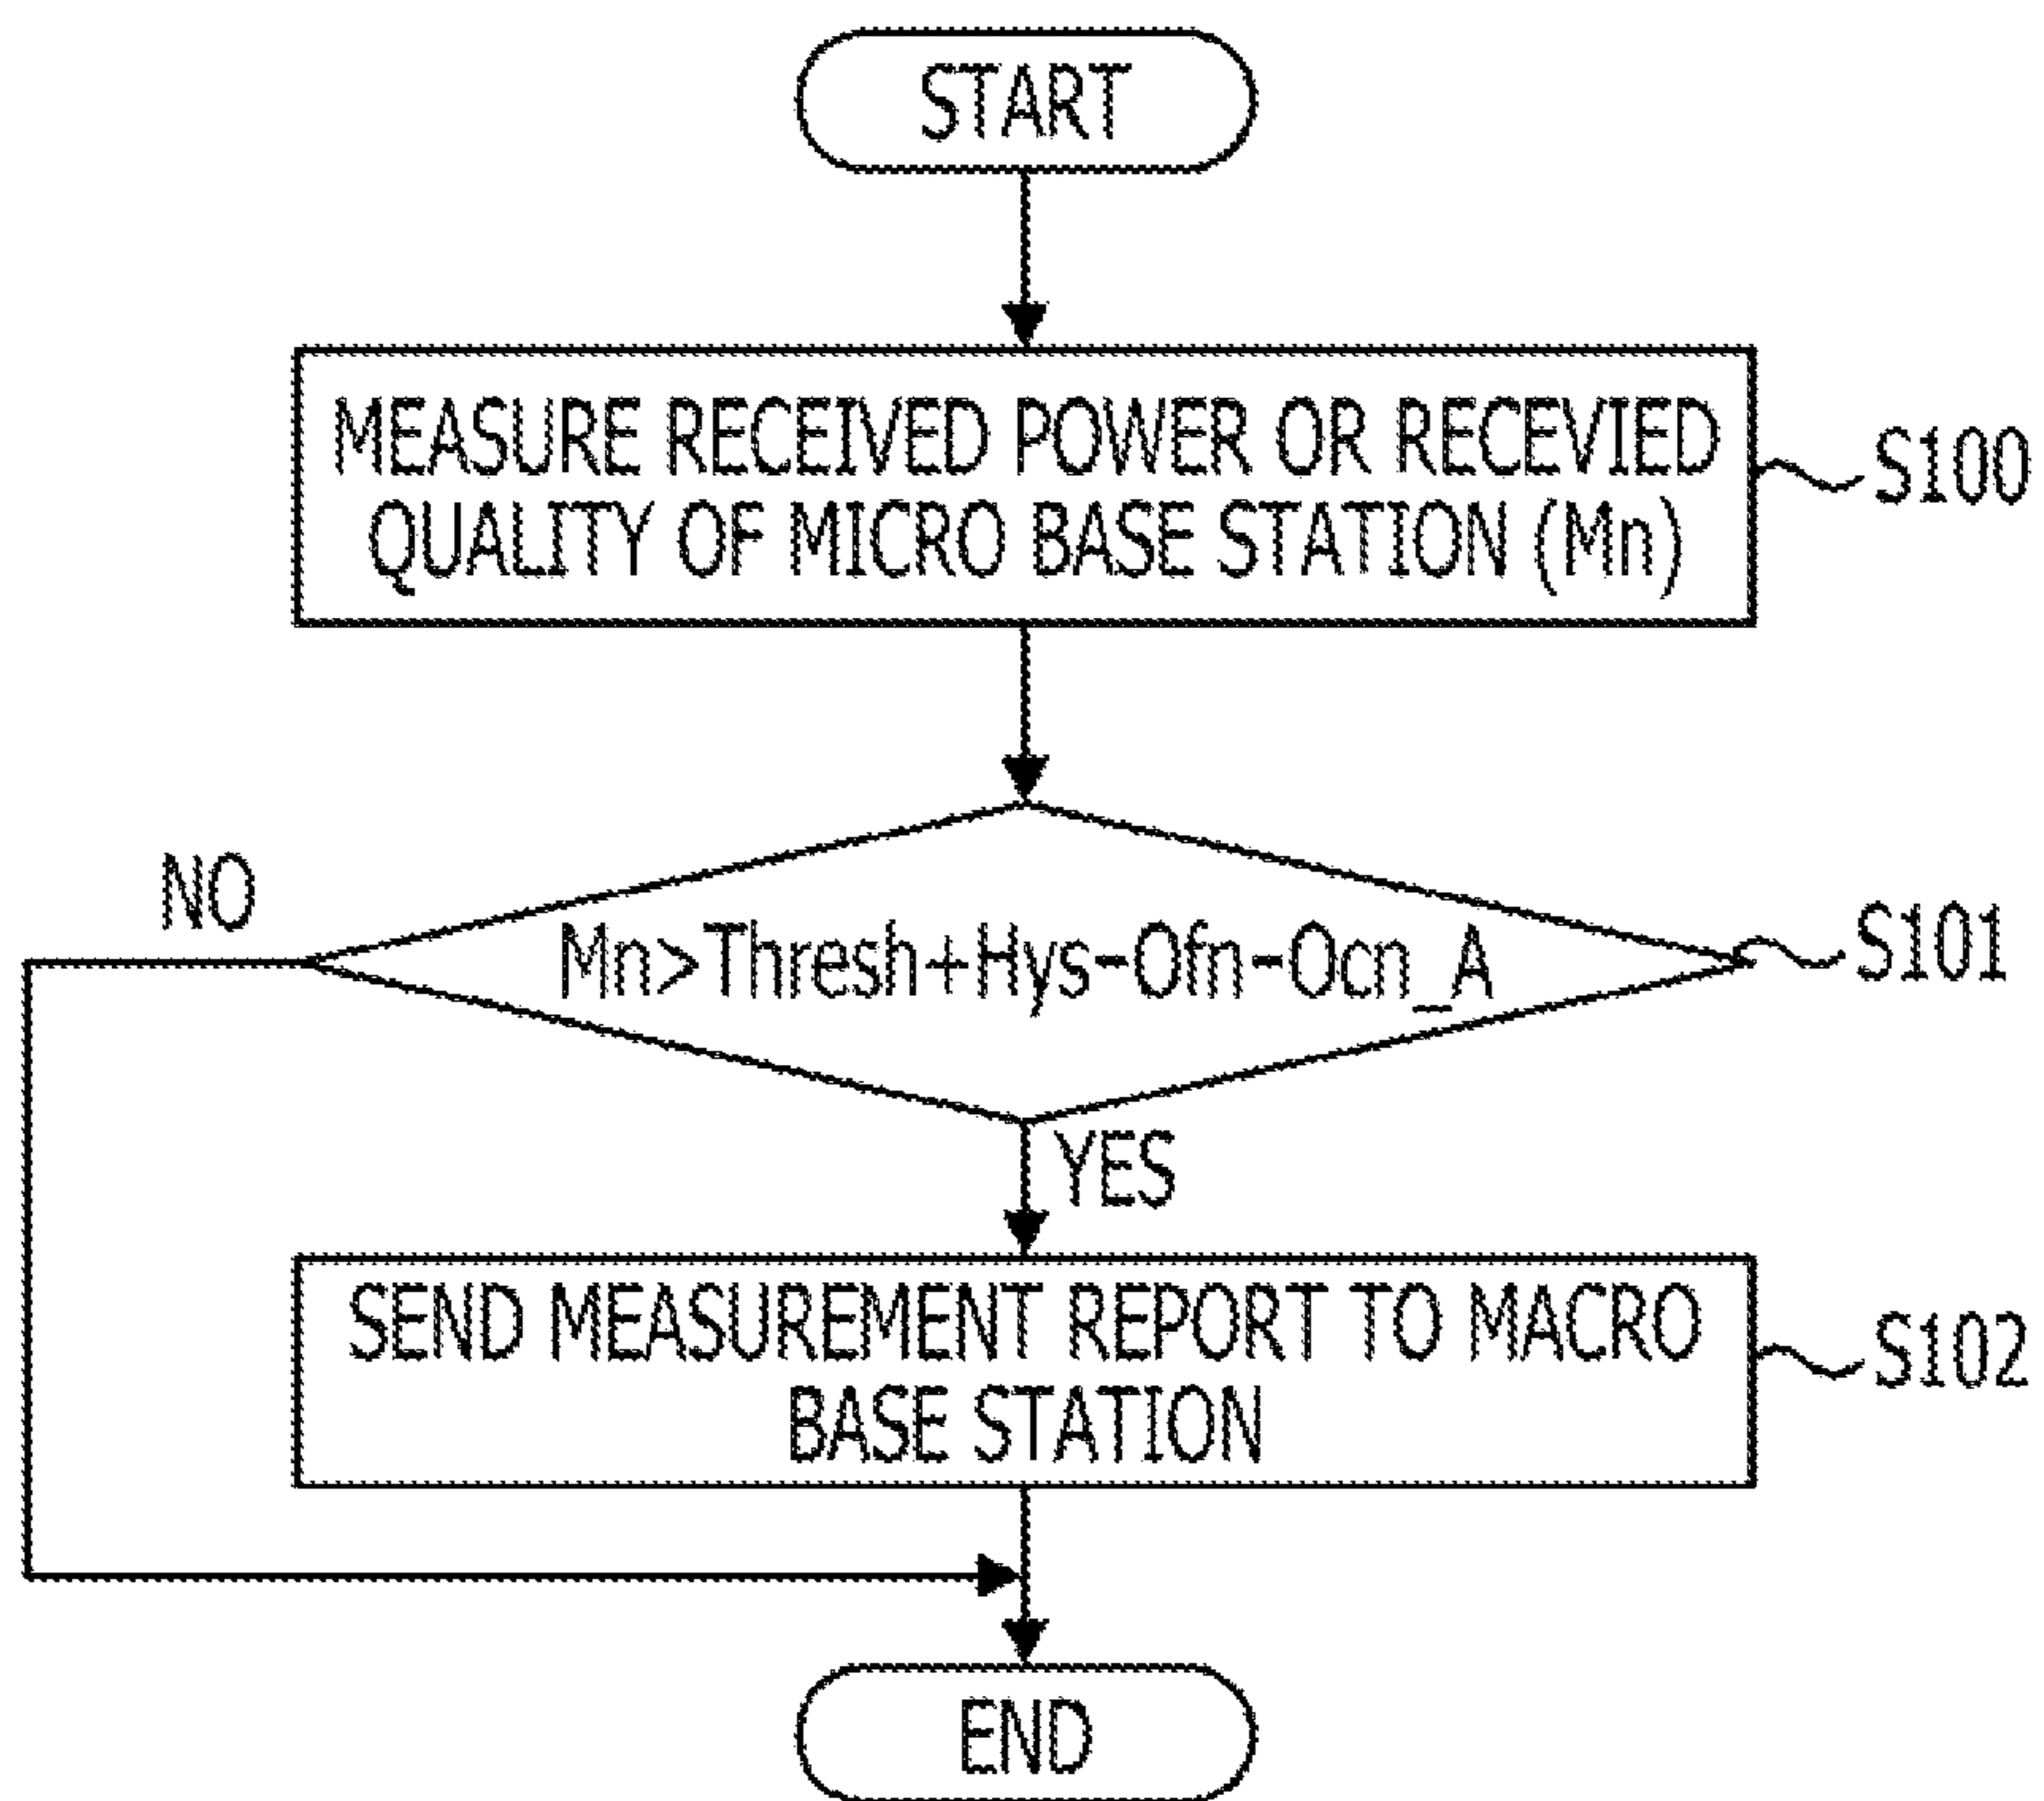 START
MEASURE RECEIVED POWER OR RECEVIED
QUALITY OF MICRO BASE STATION (Mn)
S100
NO
Mn>Thresh+Hys-Ofn-Ocn_A
S101
YES
SEND MEASUREMENT REPORT TO MACRO
BASE STATION
S102
END